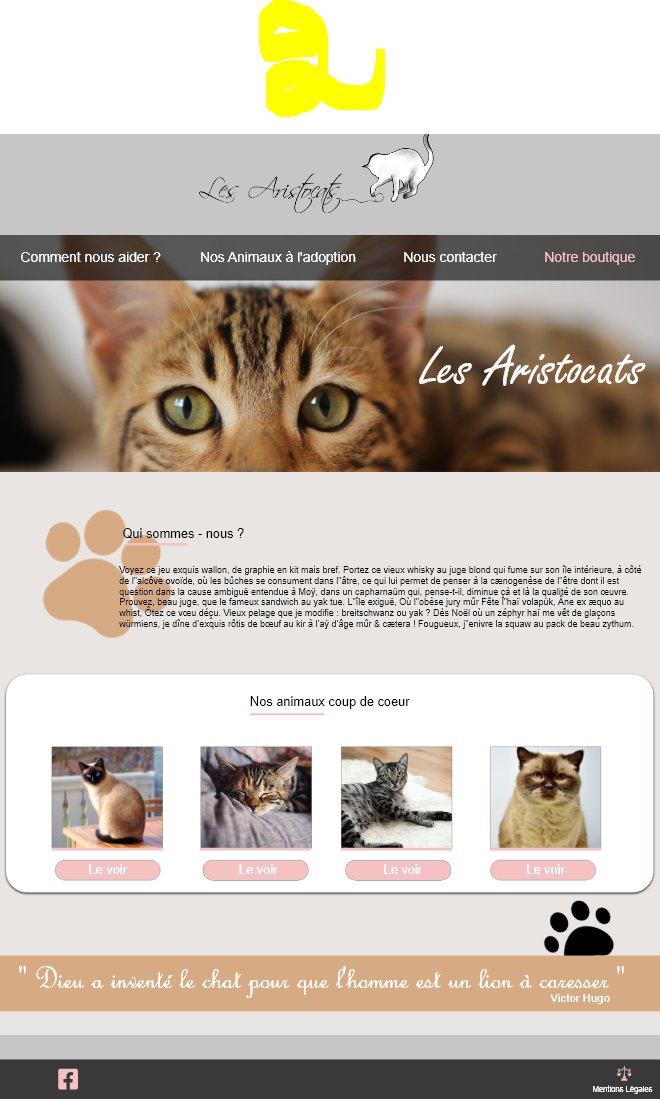 Les Aristocats
Comment nous aider ? Nos Animaux à l'adoption Nous contacter Notre boutique
Les Aristocats
Qui sommes - nous ?
Voyez ce jeu exquis wallon, de graphie en kit mais bref. Portez ce vieux whisky au juge blond qui fume sur son île intérieure, à côté
de l''alcôve ovoïde, où les bûches se consument dans l''âtre, ce qui lui permet de penser à la cænogenèse de l''être dont il est
question dans la cause ambiguë entendue à Moÿ, dans un capharnaüm qui, pense-t-il, diminue çà et là la qualité de son œuvre.
Prouvez, beau juge, que le fameux sandwich au yak tue. L''île exiguë, Où l''obèse jury mûr Fête l''haï volapük, Âne ex æquo au
whist, Ôtez ce vœu déçu. Vieux pelage que je modifie : breitschwanz ou yak ? Dès Noël où un zéphyr haï me vêt de glaçons
würmiens, je dîne d'exquis rôtis de bœuf au kir à l'aÿ d'âge mûr & cætera ! Fougueux, j''enivre la squaw au pack de beau zythum.
Nos animaux coup de coeur
Le voir Le voir Le voir Le voir
" Dieu a inventé le chat pour que l'homme est un lion à caresser "
Victor Hugo
Mentions Légales